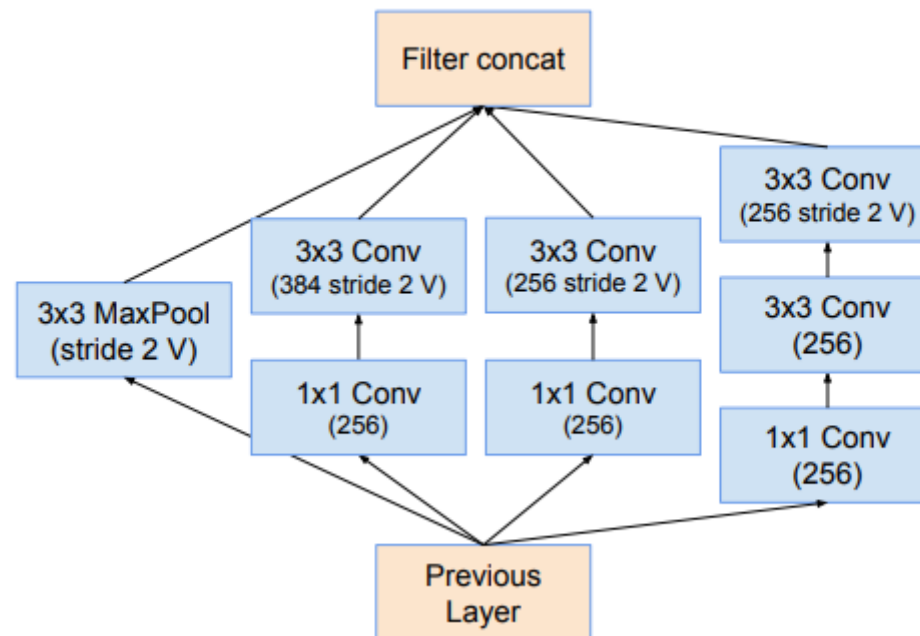 Filter concat
3x3 Conv
(256 stride 2 V)
3x3 Conv
(384 stride 2 V)
3x3 Conv
(256 stride 2 V)
3x3 MaxPool
(stride 2 V)
3x3 Conv
(256)
1x1 Conv
(256)
1x1 Conv
(256)
1x1 Conv
(256)
Previous
Layer